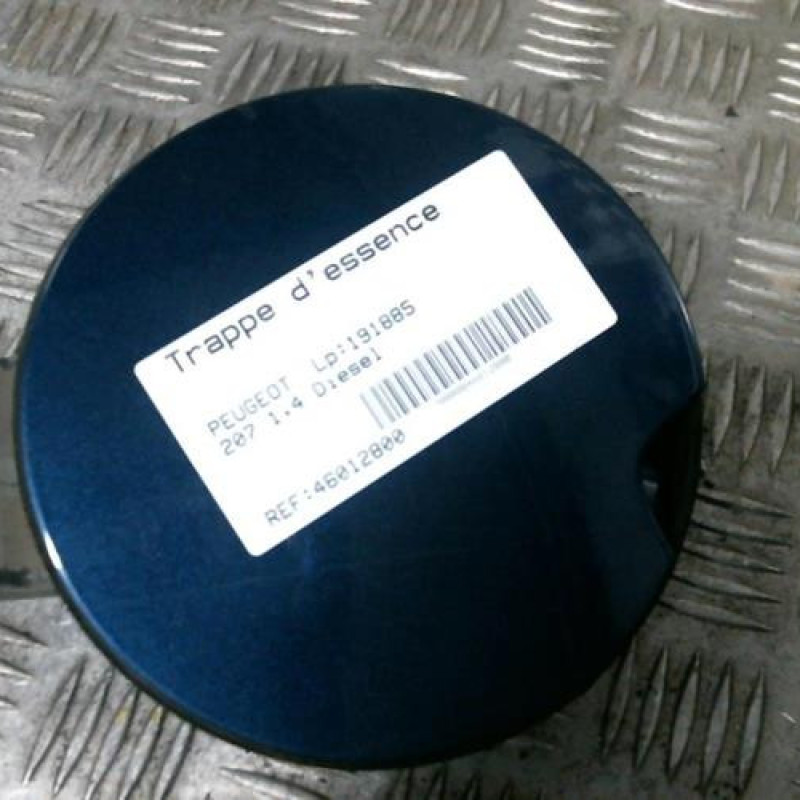 Trappe d'essence
PEUGEOT Lp:191885
207 1.4 Diesel
REF:46012800